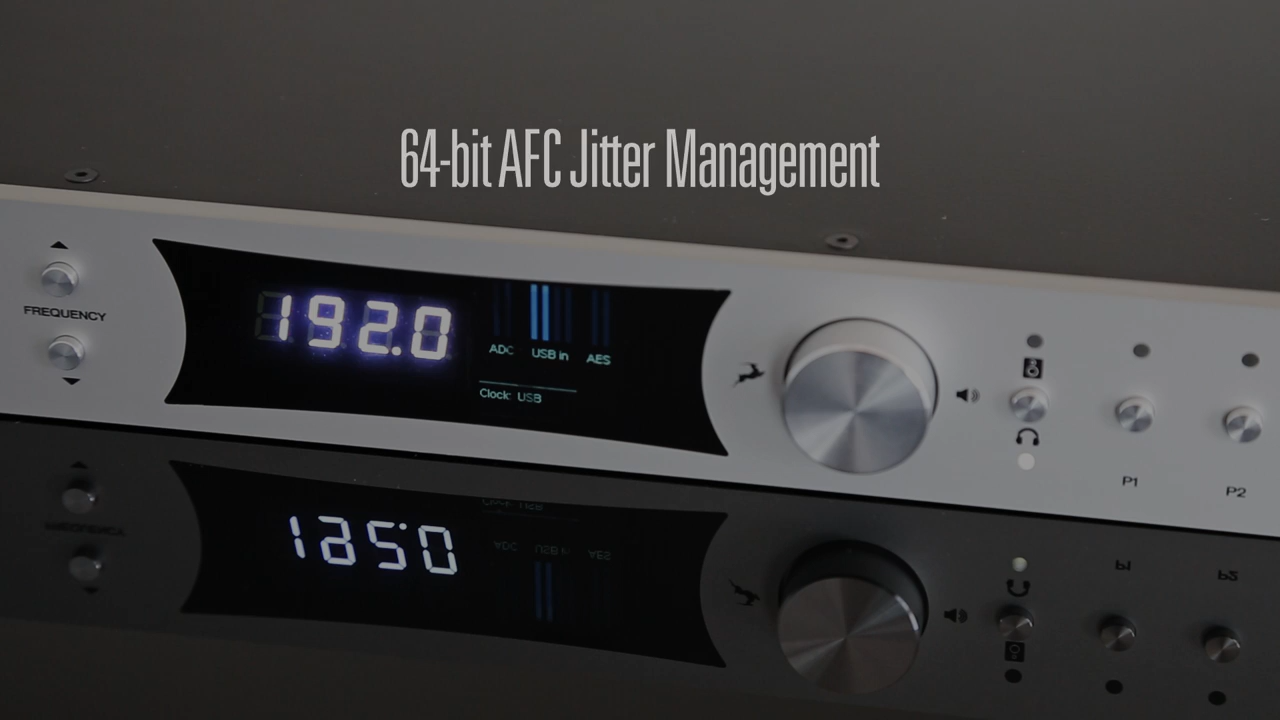 64-bit AFC Jitter Management
FREQUENCY
192.0
ADC USB in AES
Clock: USB
P1
P2